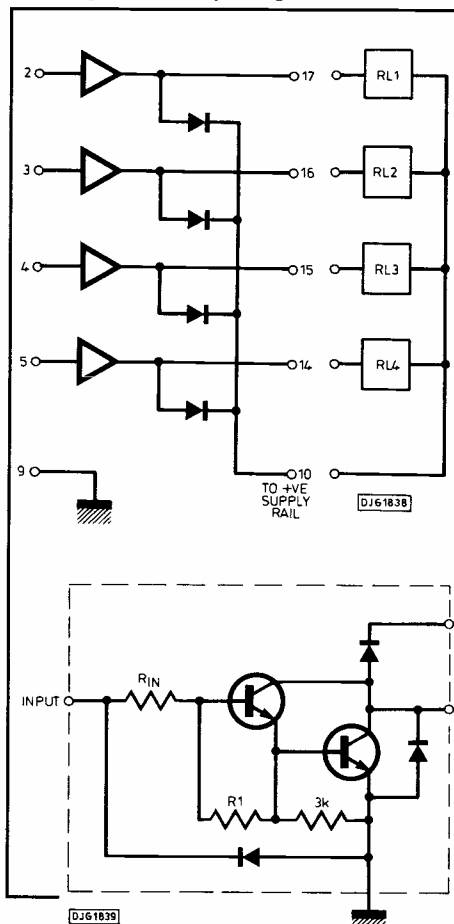 2 17 RL1
3 16 RL2
4 15 RL3
5 14 RL4
9 10
TO +VE
SUPPLY
RAIL
DJ61838
INPUT RIN
R1 3k
DJG1839